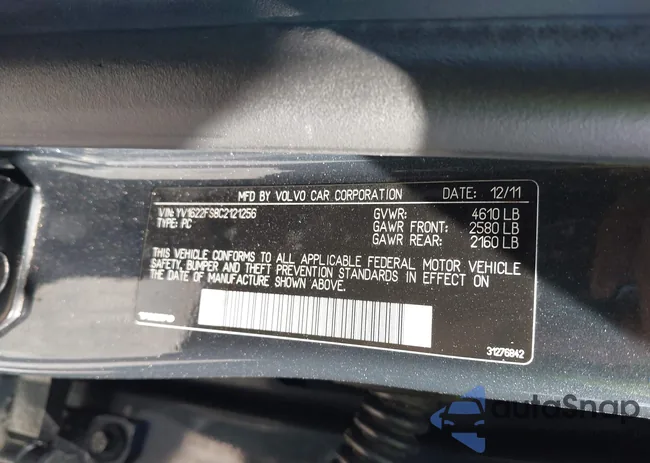 MFD BY VOLVO CAR CORPORATION DATE: 12/11
VIN: YV1622FS8C2121256 GVWR: 4610 LB
TYPE: PC GAWR FRONT: 2580 LB
GAWR REAR: 2160 LB
THIS VEHICLE CONFORMS TO ALL APPLICABLE FEDERAL MOTOR VEHICLE
SAFETY, BUMPER AND THEFT PREVENTION STANDARDS IN EFFECT ON
THE DATE OF MANUFACTURE SHOWN ABOVE.
31276842
autoSnap